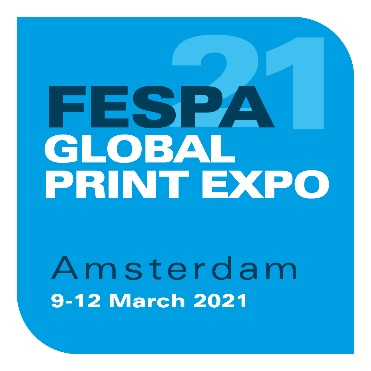 21
FESPA
GLOBAL
PRINT EXPO
Amsterdam
9-12 March 2021